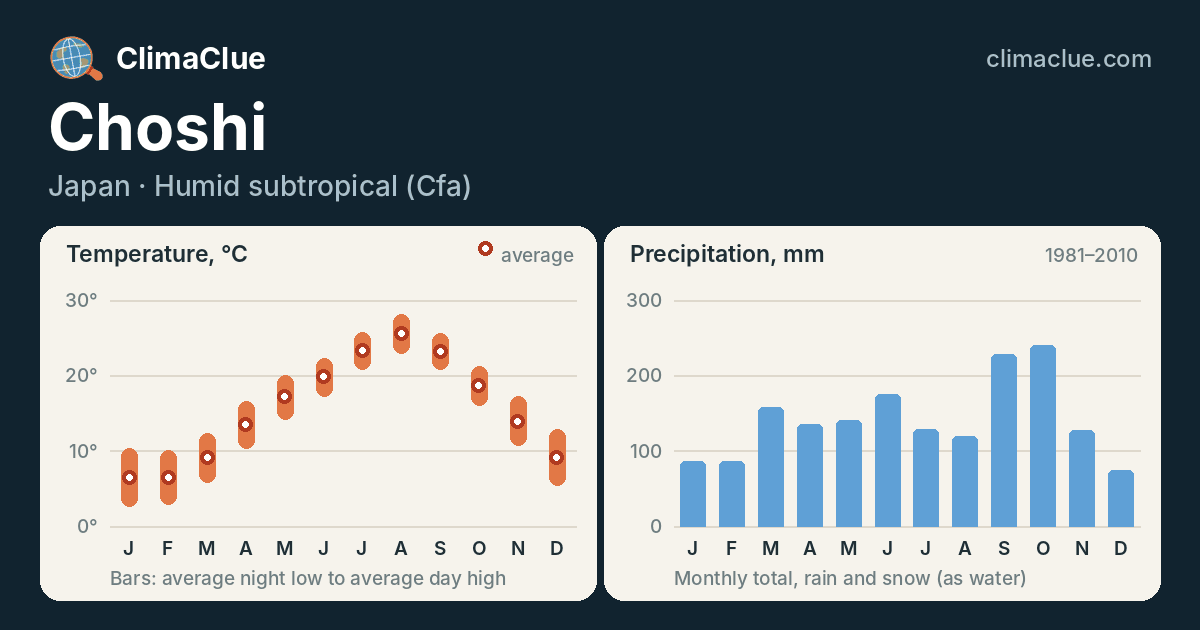 ClimaClue
climaclue.com
Choshi
Japan · Humid subtropical (Cfa)
Temperature, °C
average
30°
20°
10°
0°
J F M A M J J A S O N D
Bars: average night low to average day high
Precipitation, mm
1981–2010
300
200
100
0
J F M A M J J A S O N D
Monthly total, rain and snow (as water)